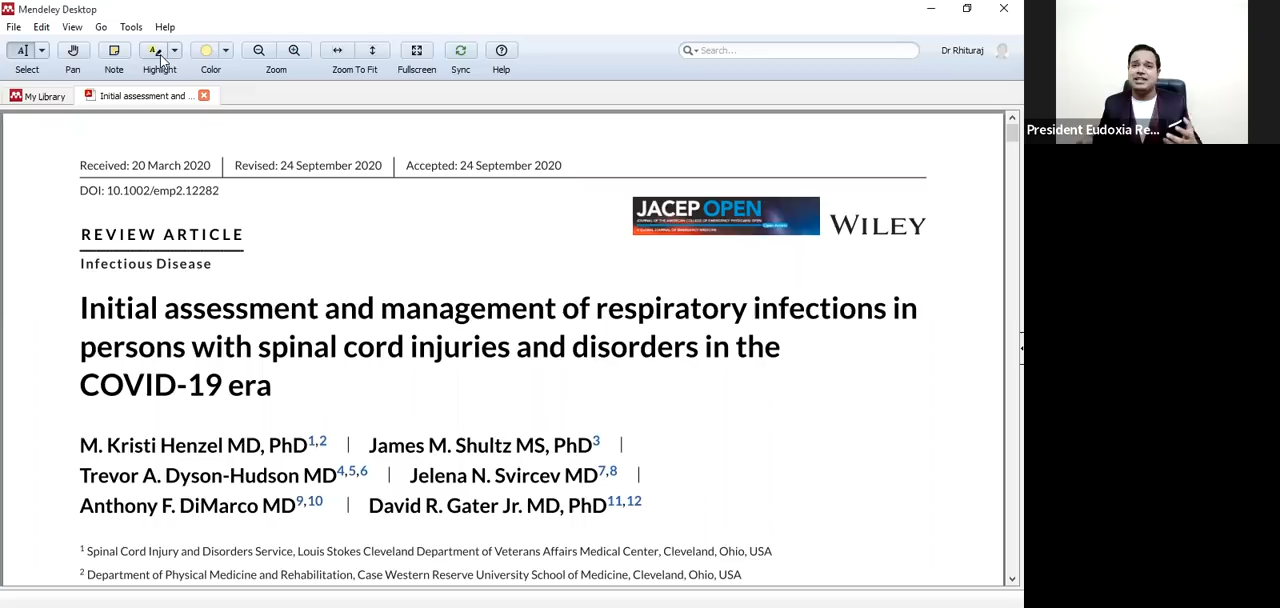 Mendeley Desktop
File Edit View Go Tools Help
Search... Dr Rhituraj
Select Pan Note Highlight Color Zoom Zoom To Fit Fullscreen Sync Help
My Library Initial assessment and ...
President Eudoxia Re...
Received: 20 March 2020 Revised: 24 September 2020 Accepted: 24 September 2020
DOI: 10.1002/emp2.12282
JACEP OPEN
WILEY
REVIEW ARTICLE
Infectious Disease
Initial assessment and management of respiratory infections in
persons with spinal cord injuries and disorders in the
COVID-19 era
M. Kristi Henzel MD, PhD1,2 | James M. Shultz MS, PhD3 |
Trevor A. Dyson-Hudson MD4,5,6 | Jelena N. Svircev MD7,8 |
Anthony F. DiMarco MD9,10 | David R. Gater Jr. MD, PhD11,12
1 Spinal Cord Injury and Disorders Service, Louis Stokes Cleveland Department of Veterans Affairs Medical Center, Cleveland, Ohio, USA
2 Department of Physical Medicine and Rehabilitation, Case Western Reserve University School of Medicine, Cleveland, Ohio, USA